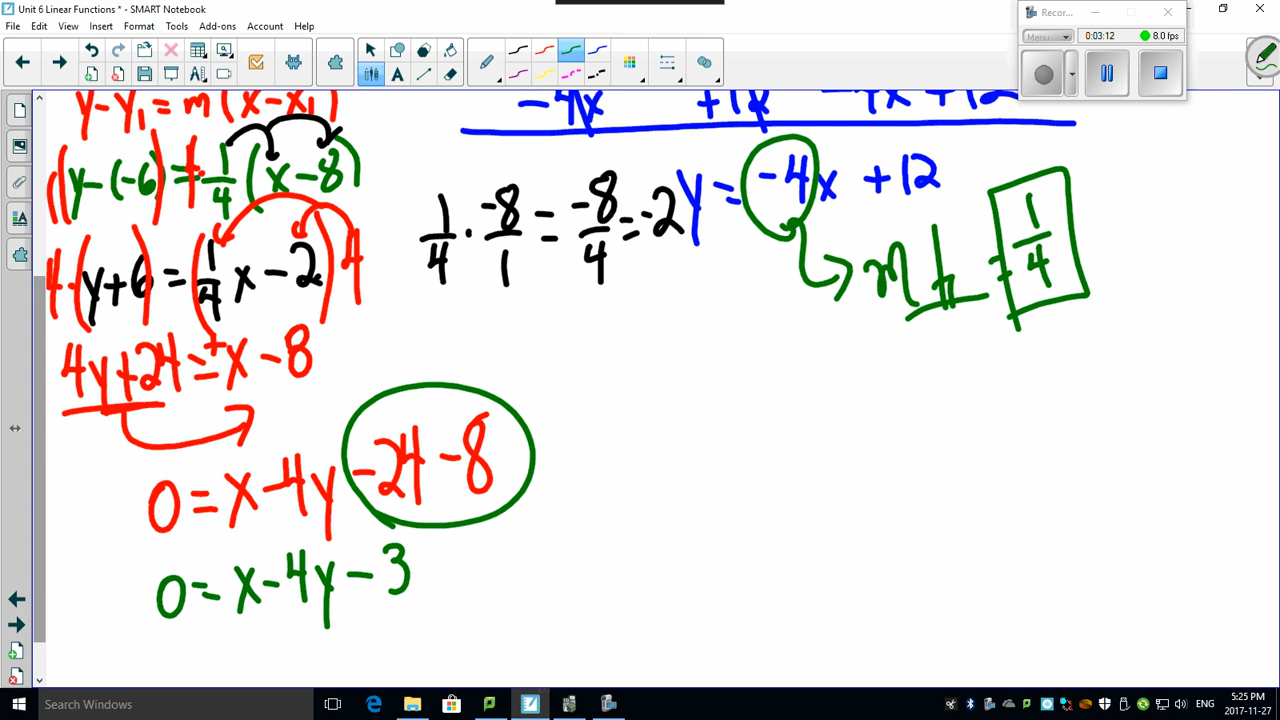 Unit 6 Linear Functions * - SMART Notebook
File Edit View Insert Format Tools Add-ons Account Help
Recor...
Menu
0:03:12
8.0 fps
y - y₁ = m(x - x₁)
-4x +12
(y-(-6)) = 1/4 (x - 8)
1/4 · -8/1 = -8/4 = -2
y = -4x +12
m ⊥ = 1/4
4·(y+6) = (1/4 x - 2)4
4y+24 = +x - 8
0 = x - 4y - 24 - 8
0 = x - 4y - 3
Search Windows
ENG
5:25 PM
2017-11-27